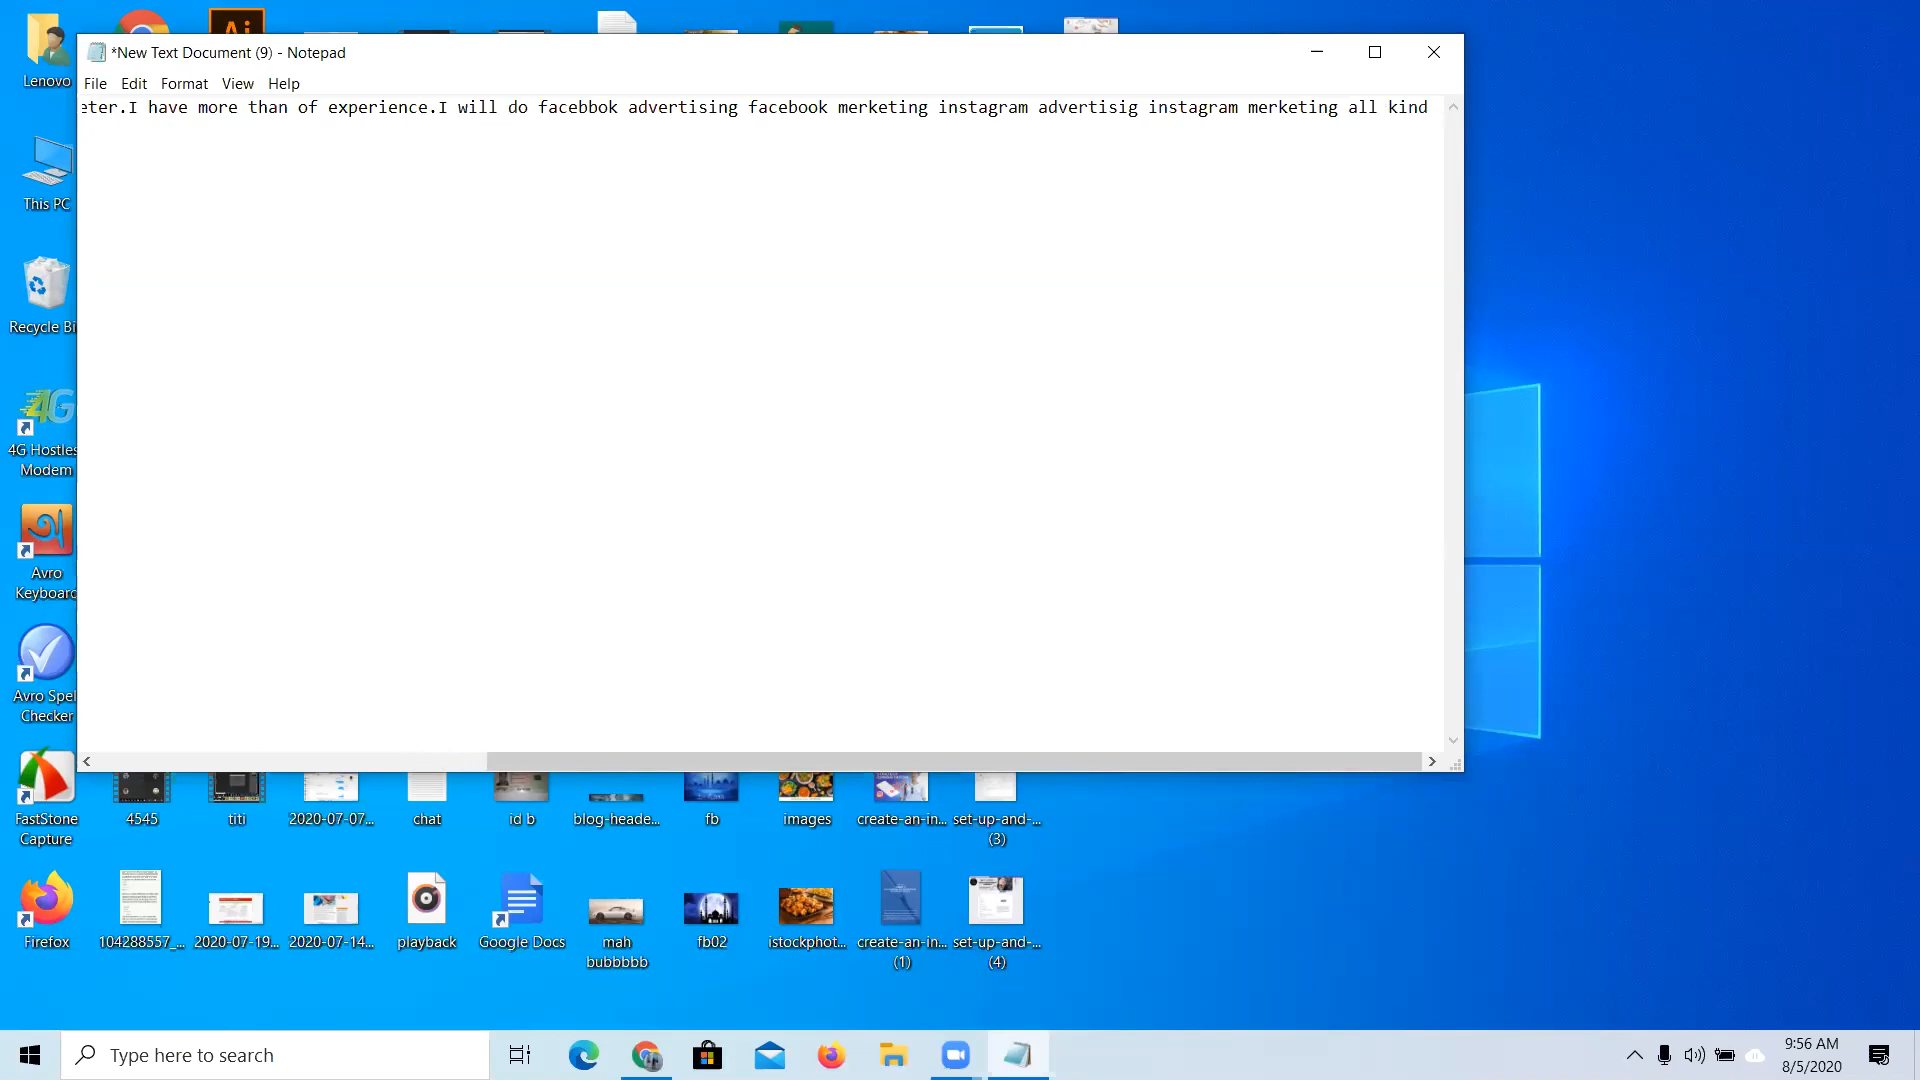 Lenovo
*New Text Document (9) - Notepad
File Edit Format View Help
eter.I have more than of experience.I will do facebbok advertising facebook merketing instagram advertisig instagram merketing all kind
This PC
Recycle Bi
4G Hostles
Modem
Avro
Keyboard
Avro Spel
Checker
FastStone
Capture
4545
titi
2020-07-07...
chat
id b
blog-heade...
fb
images
create-an-in...
set-up-and-...
(3)
Firefox
104288557_...
2020-07-19...
2020-07-14...
playback
Google Docs
mah
bubbbbb
fb02
istockphot...
create-an-in...
(1)
set-up-and-...
(4)
Type here to search
9:56 AM
8/5/2020